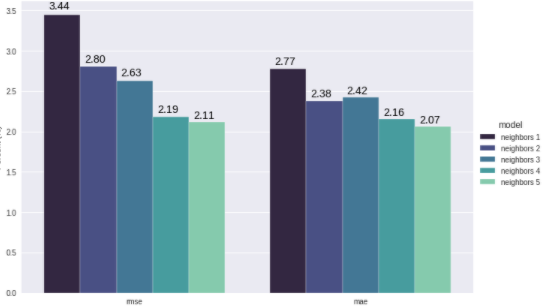 3.44
2.80
2.63
2.19
2.11
2.77
2.38
2.42
2.16
2.07
3.5
3.0
2.5
2.0
1.5
1.0
0.5
0.0
rmse
mae
model
neighbors 1
neighbors 2
neighbors 3
neighbors 4
neighbors 5